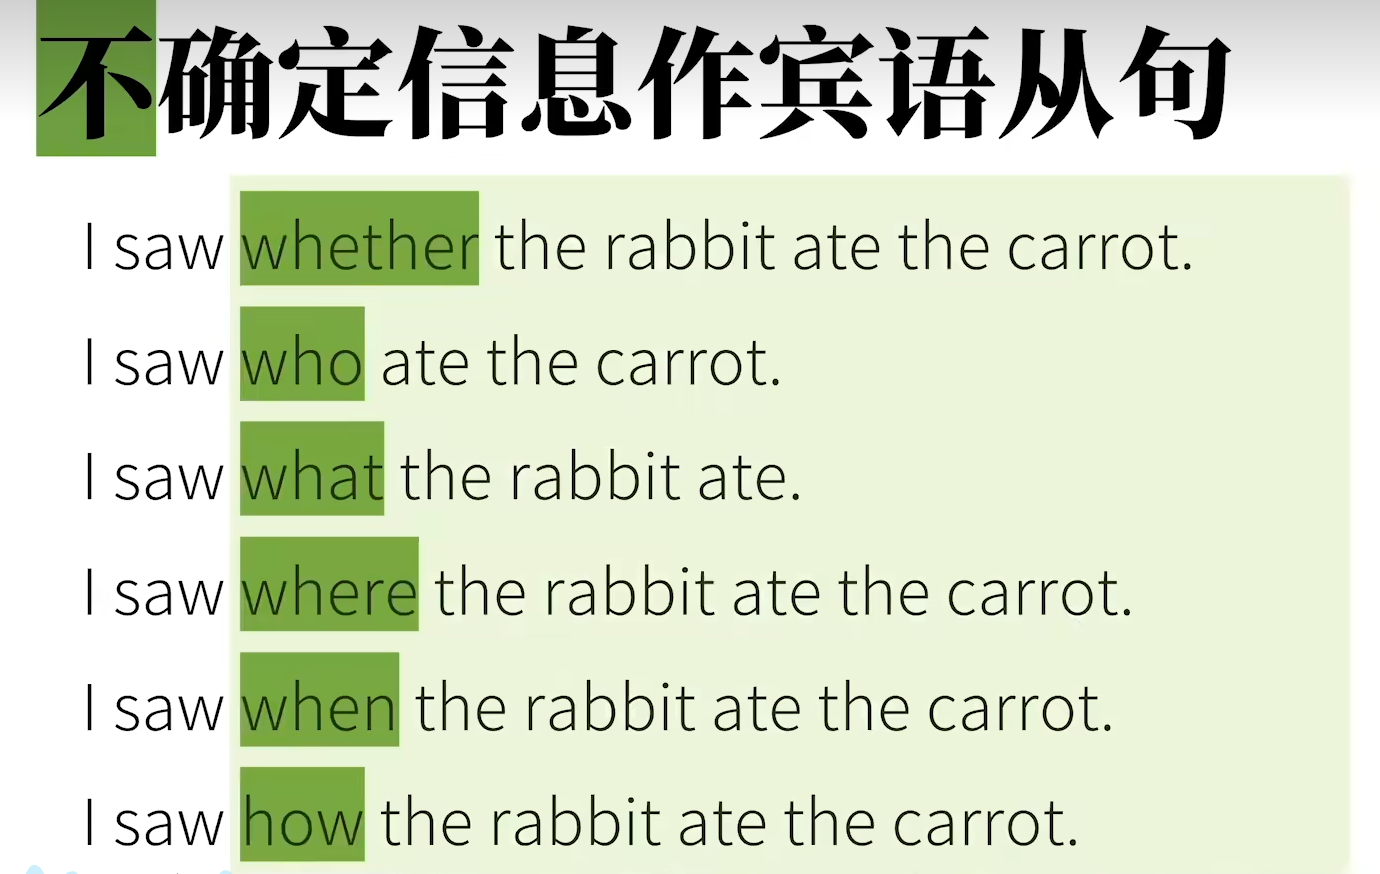 不确定信息作宾语从句
I saw whether the rabbit ate the carrot.
I saw who ate the carrot.
I saw what the rabbit ate.
I saw where the rabbit ate the carrot.
I saw when the rabbit ate the carrot.
I saw how the rabbit ate the carrot.